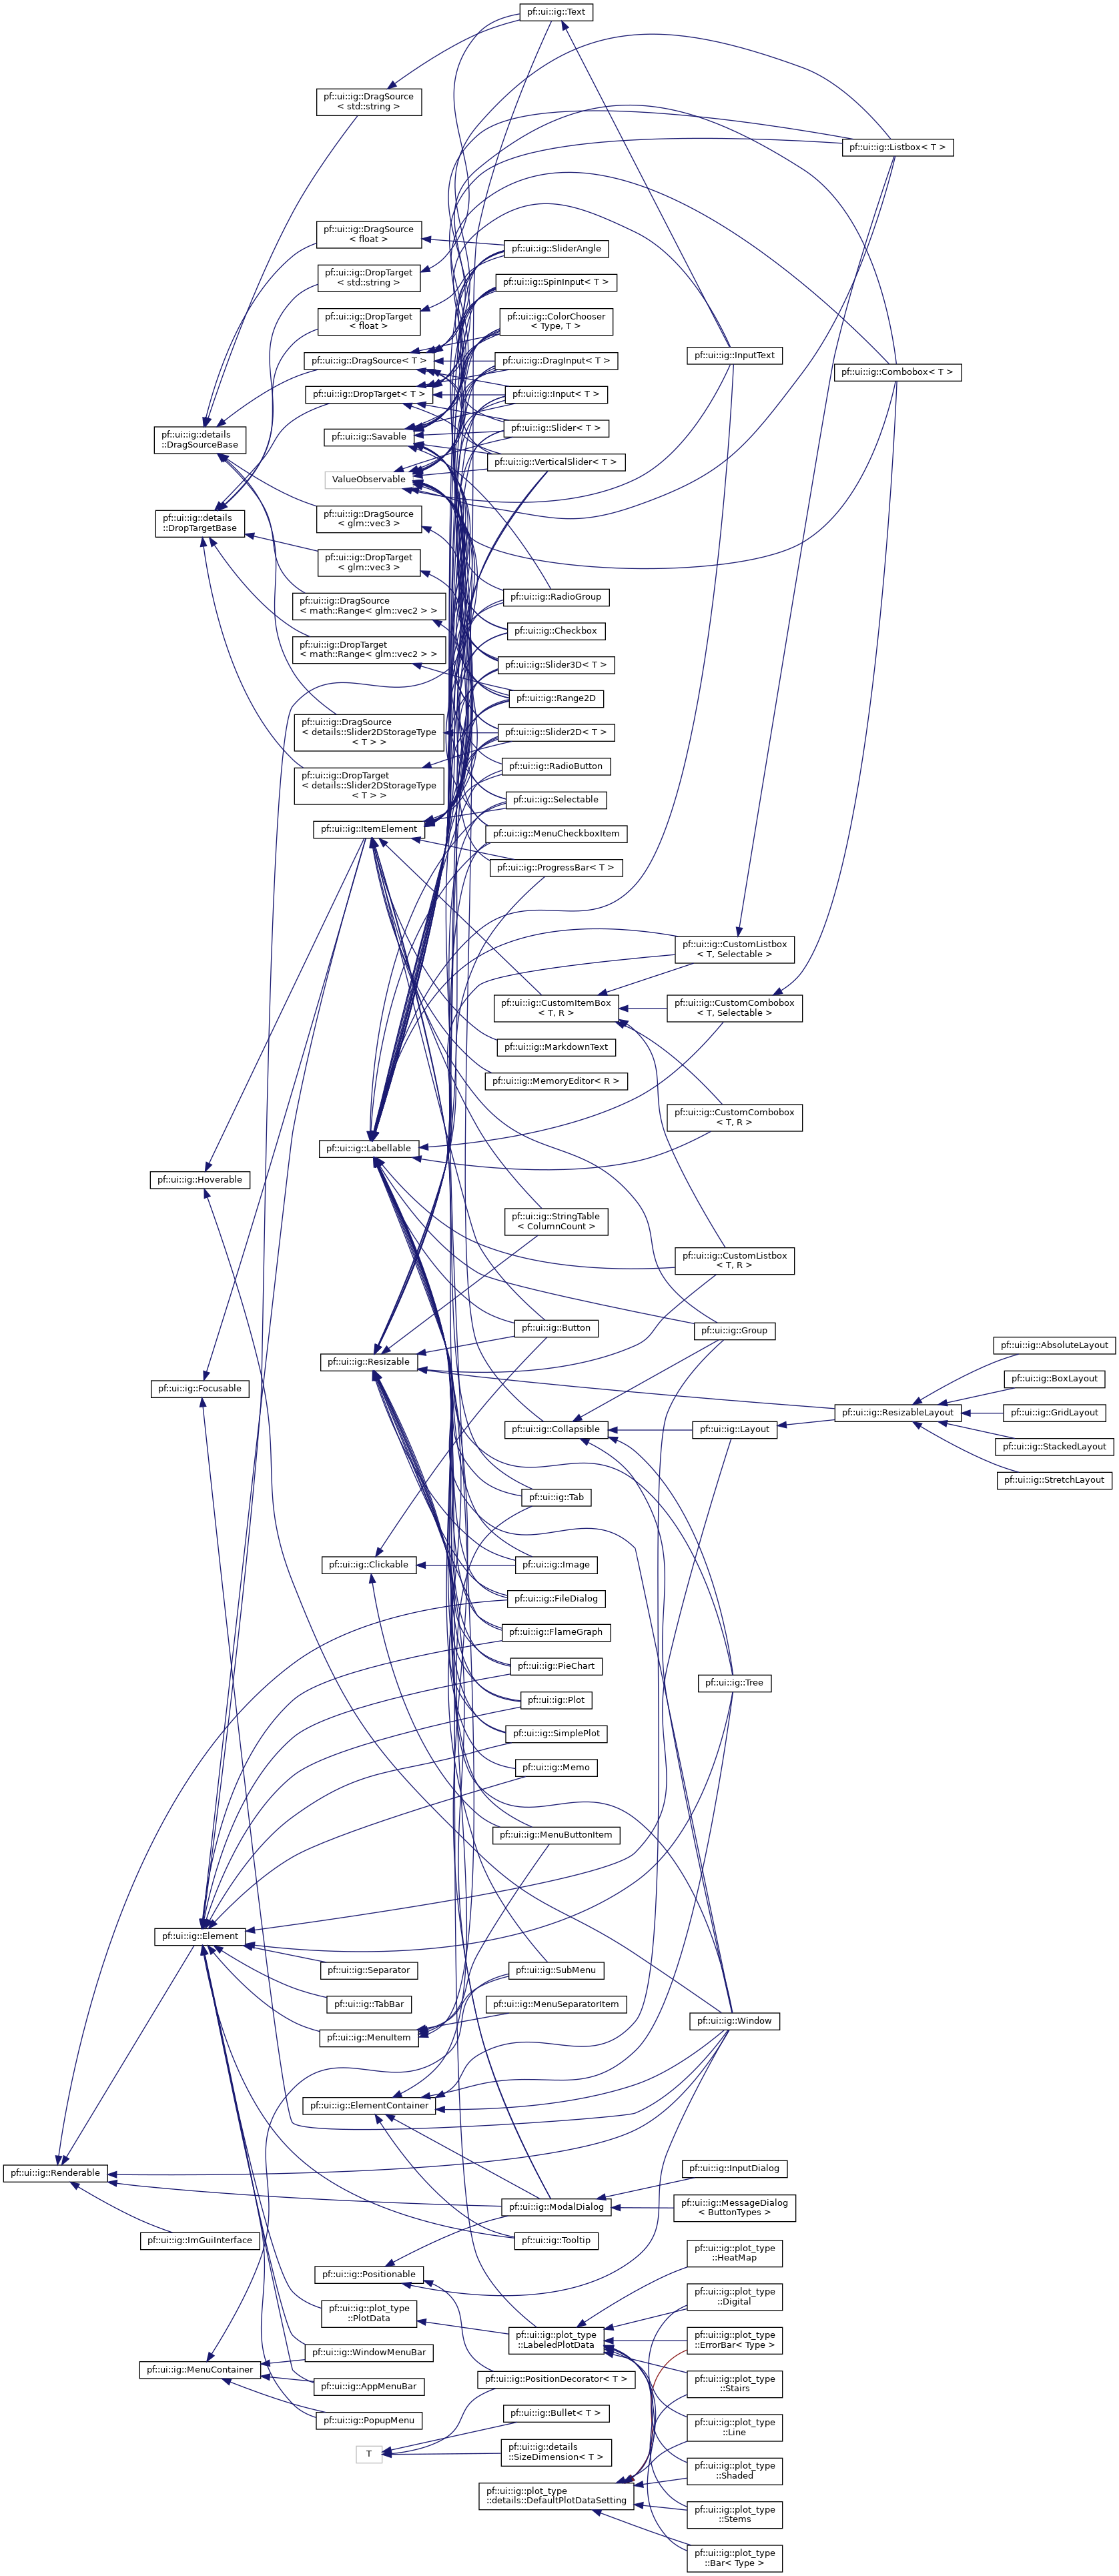 pf::ui::ig::Text
pf::ui::ig::DragSource
< std::string >
pf::ui::ig::Listbox< T >
pf::ui::ig::DragSource
< float >
pf::ui::ig::SliderAngle
pf::ui::ig::DropTarget
< std::string >
pf::ui::ig::SpinInput< T >
pf::ui::ig::DropTarget
< float >
pf::ui::ig::ColorChooser
< Type, T >
pf::ui::ig::InputText
pf::ui::ig::DragSource< T >
pf::ui::ig::DragInput< T >
pf::ui::ig::Combobox< T >
pf::ui::ig::DropTarget< T >
pf::ui::ig::Input< T >
pf::ui::ig::Slider< T >
pf::ui::ig::details
::DragSourceBase
pf::ui::ig::Savable
pf::ui::ig::VerticalSlider< T >
ValueObservable
pf::ui::ig::details
::DropTargetBase
pf::ui::ig::DragSource
< glm::vec3 >
pf::ui::ig::DropTarget
< glm::vec3 >
pf::ui::ig::RadioGroup
pf::ui::ig::DragSource
< math::Range< glm::vec2 > >
pf::ui::ig::Checkbox
pf::ui::ig::DropTarget
< math::Range< glm::vec2 > >
pf::ui::ig::Slider3D< T >
pf::ui::ig::Range2D
pf::ui::ig::DragSource
< details::Slider2DStorageType
< T > >
pf::ui::ig::Slider2D< T >
pf::ui::ig::RadioButton
pf::ui::ig::DropTarget
< details::Slider2DStorageType
< T > >
pf::ui::ig::Selectable
pf::ui::ig::ItemElement
pf::ui::ig::MenuCheckboxItem
pf::ui::ig::ProgressBar< T >
pf::ui::ig::CustomListbox
< T, Selectable >
pf::ui::ig::CustomItemBox
< T, R >
pf::ui::ig::CustomCombobox
< T, Selectable >
pf::ui::ig::MarkdownText
pf::ui::ig::MemoryEditor< R >
pf::ui::ig::CustomCombobox
< T, R >
pf::ui::ig::Labellable
pf::ui::ig::Hoverable
pf::ui::ig::StringTable
< ColumnCount >
pf::ui::ig::CustomListbox
< T, R >
pf::ui::ig::Button
pf::ui::ig::Group
pf::ui::ig::AbsoluteLayout
pf::ui::ig::Resizable
pf::ui::ig::BoxLayout
pf::ui::ig::Focusable
pf::ui::ig::ResizableLayout
pf::ui::ig::GridLayout
pf::ui::ig::Collapsible
pf::ui::ig::Layout
pf::ui::ig::StackedLayout
pf::ui::ig::StretchLayout
pf::ui::ig::Tab
pf::ui::ig::Clickable
pf::ui::ig::Image
pf::ui::ig::FileDialog
pf::ui::ig::FlameGraph
pf::ui::ig::PieChart
pf::ui::ig::Tree
pf::ui::ig::Plot
pf::ui::ig::SimplePlot
pf::ui::ig::Memo
pf::ui::ig::MenuButtonItem
pf::ui::ig::Element
pf::ui::ig::Separator
pf::ui::ig::SubMenu
pf::ui::ig::TabBar
pf::ui::ig::MenuSeparatorItem
pf::ui::ig::Window
pf::ui::ig::MenuItem
pf::ui::ig::ElementContainer
pf::ui::ig::InputDialog
pf::ui::ig::Renderable
pf::ui::ig::ModalDialog
pf::ui::ig::MessageDialog
< ButtonTypes >
pf::ui::ig::ImGuiInterface
pf::ui::ig::Tooltip
pf::ui::ig::plot_type
::HeatMap
pf::ui::ig::Positionable
pf::ui::ig::plot_type
::Digital
pf::ui::ig::plot_type
::PlotData
pf::ui::ig::plot_type
::LabeledPlotData
pf::ui::ig::plot_type
::ErrorBar< Type >
pf::ui::ig::WindowMenuBar
pf::ui::ig::MenuContainer
pf::ui::ig::PositionDecorator< T >
pf::ui::ig::plot_type
::Stairs
pf::ui::ig::AppMenuBar
pf::ui::ig::Bullet< T >
pf::ui::ig::PopupMenu
pf::ui::ig::plot_type
::Line
T
pf::ui::ig::details
::SizeDimension< T >
pf::ui::ig::plot_type
::Shaded
pf::ui::ig::plot_type
::details::DefaultPlotDataSetting
pf::ui::ig::plot_type
::Stems
pf::ui::ig::plot_type
::Bar< Type >